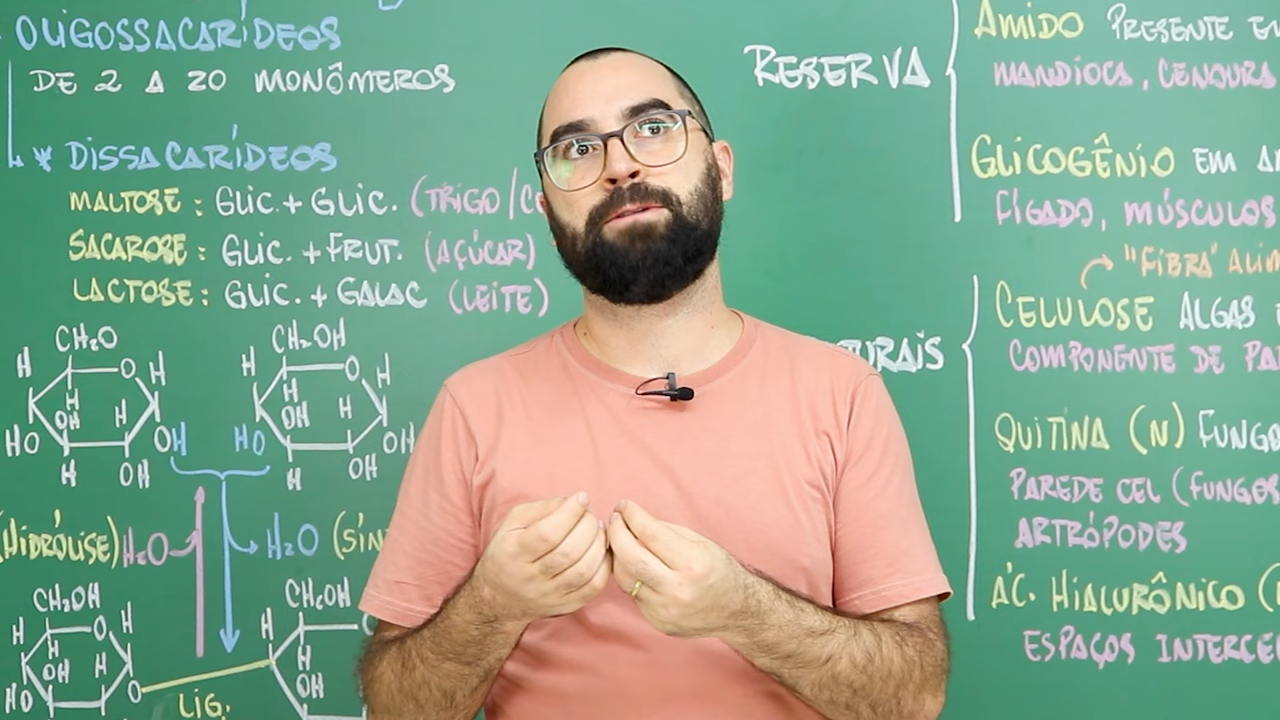 OLIGOSSACARÍDEOS
DE 2 A 20 MONÔMEROS
* DISSACARÍDEOS
MALTOSE : GLIC. + GLIC. (TRIGO/
SACAROSE : GLIC. + FRUT. (AÇÚCAR)
LACTOSE : GLIC. + GALAC (LEITE)
CH₂O CH₂OH
H O H H O H
H H
OH H OH H
HO OH HO OH
H OH H OH
(HIDRÓLISE) H₂O H₂O (SÍN
CH₂OH CH₂OH
H O H H
H H
OH H OH
HO O
LIG.
RESERVA
AMIDO PRESENTE EM
MANDIOCA, CENOURA
GLICOGÊNIO EM
FÍGADO, MÚSCULOS
"FIBRA" ALIM
CELULOSE ALGAS
COMPONENTE DE
QUITINA (N) FUNGO
PAREDE CEL (FUNGOS
ARTRÓPODES
ÁC. HIALURÔNICO (
ESPAÇOS INTERCE